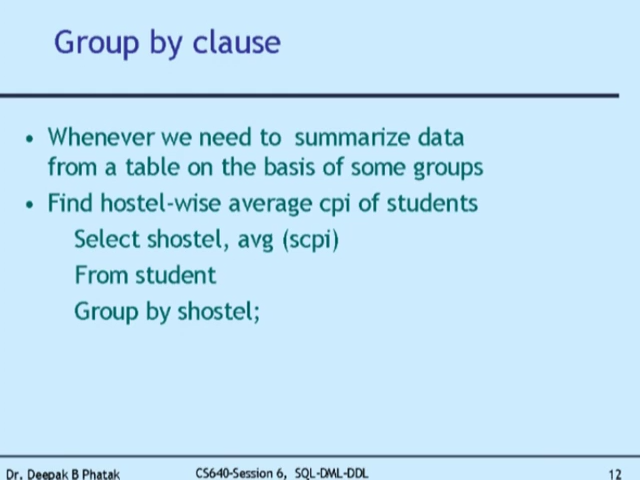 Group by clause
• Whenever we need to summarize data
from a table on the basis of some groups
• Find hostel-wise average cpi of students
Select shostel, avg (scpi)
From student
Group by shostel;
Dr. Deepak B Phatak CS640-Session 6, SQL-DML-DDL 12